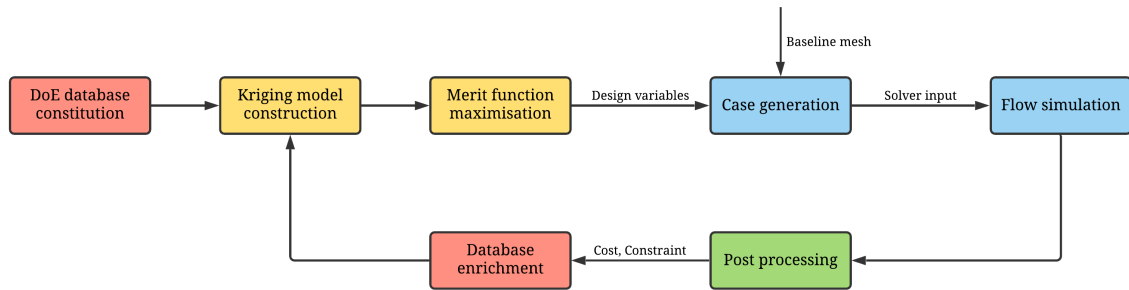 Baseline mesh
DoE database
constitution
Kriging model
construction
Merit function
maximisation
Design variables
Case generation
Solver input
Flow simulation
Database
enrichment
Cost, Constraint
Post processing